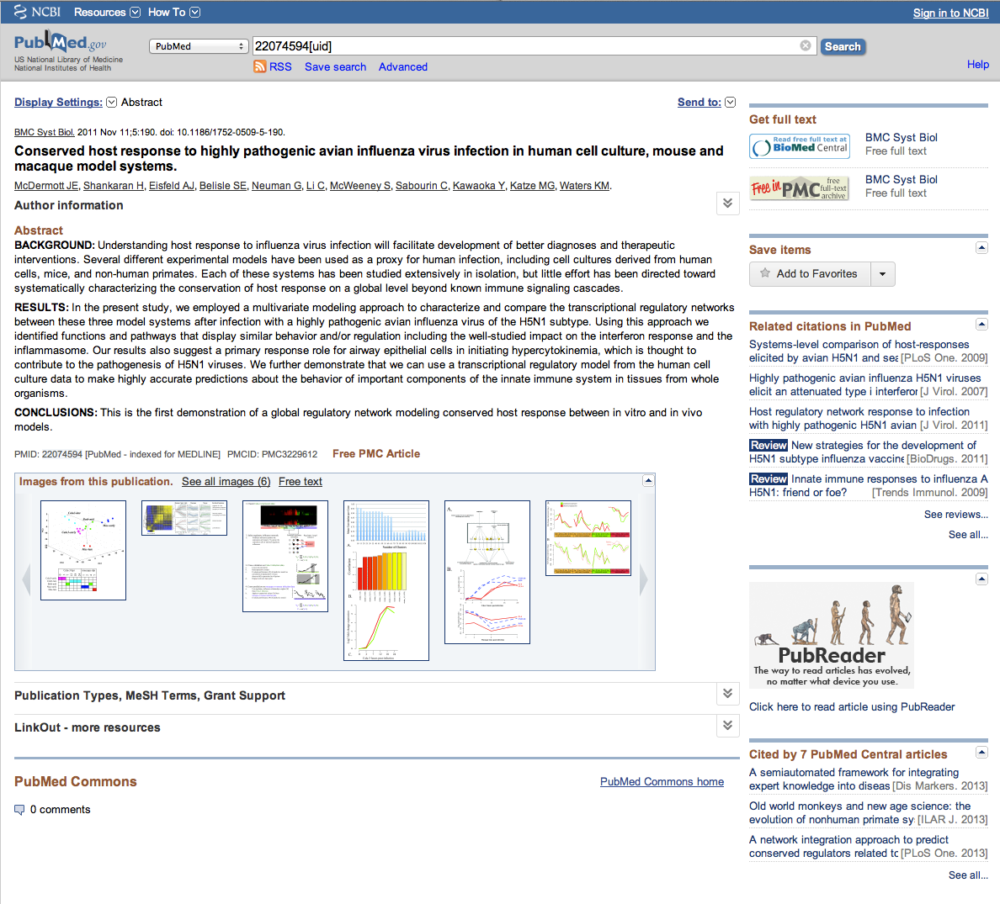 NCBI Resources How To Sign in to NCBI
PubMed.gov
US National Library of Medicine
National Institutes of Health
PubMed
22074594[uid]
Search
RSS Save search Advanced
Help
Display Settings: Abstract
Send to:
BMC Syst Biol. 2011 Nov 11;5:190. doi: 10.1186/1752-0509-5-190.
Conserved host response to highly pathogenic avian influenza virus infection in human cell culture, mouse and
macaque model systems.
McDermott JE, Shankaran H, Eisfeld AJ, Belisle SE, Neuman G, Li C, McWeeney S, Sabourin C, Kawaoka Y, Katze MG, Waters KM.
Author information
Abstract
BACKGROUND: Understanding host response to influenza virus infection will facilitate development of better diagnoses and therapeutic
interventions. Several different experimental models have been used as a proxy for human infection, including cell cultures derived from human
cells, mice, and non-human primates. Each of these systems has been studied extensively in isolation, but little effort has been directed toward
systematically characterizing the conservation of host response on a global level beyond known immune signaling cascades.
RESULTS: In the present study, we employed a multivariate modeling approach to characterize and compare the transcriptional regulatory networks
between these three model systems after infection with a highly pathogenic avian influenza virus of the H5N1 subtype. Using this approach we
identified functions and pathways that display similar behavior and/or regulation including the well-studied impact on the interferon response and the
inflammasome. Our results also suggest a primary response role for airway epithelial cells in initiating hypercytokinemia, which is thought to
contribute to the pathogenesis of H5N1 viruses. We further demonstrate that we can use a transcriptional regulatory model from the human cell
culture data to make highly accurate predictions about the behavior of important components of the innate immune system in tissues from whole
organisms.
CONCLUSIONS: This is the first demonstration of a global regulatory network modeling conserved host response between in vitro and in vivo
models.
PMID: 22074594 [PubMed - indexed for MEDLINE] PMCID: PMC3229612 Free PMC Article
Images from this publication. See all images (6) Free text
Publication Types, MeSH Terms, Grant Support
LinkOut - more resources
PubMed Commons
PubMed Commons home
0 comments
Get full text
Read free full text at
BioMed Central
BMC Syst Biol
Free full text
Free in PMC free
full-text
archive
BMC Syst Biol
Free full text
Save items
Add to Favorites
Related citations in PubMed
Systems-level comparison of host-responses
elicited by avian H5N1 and sea [PLoS One. 2009]
Highly pathogenic avian influenza H5N1 viruses
elicit an attenuated type i interferon [J Virol. 2007]
Host regulatory network response to infection
with highly pathogenic H5N1 avian [J Virol. 2011]
Review New strategies for the development of
H5N1 subtype influenza vaccine [BioDrugs. 2011]
Review Innate immune responses to influenza A
H5N1: friend or foe? [Trends Immunol. 2009]
See reviews...
See all...
PubReader
The way to read articles has evolved,
no matter what device you use.
Click here to read article using PubReader
Cited by 7 PubMed Central articles
A semiautomated framework for integrating
expert knowledge into diseas [Dis Markers. 2013]
Old world monkeys and new age science: the
evolution of nonhuman primate sy [ILAR J. 2013]
A network integration approach to predict
conserved regulators related to [PLoS One. 2013]
See all...